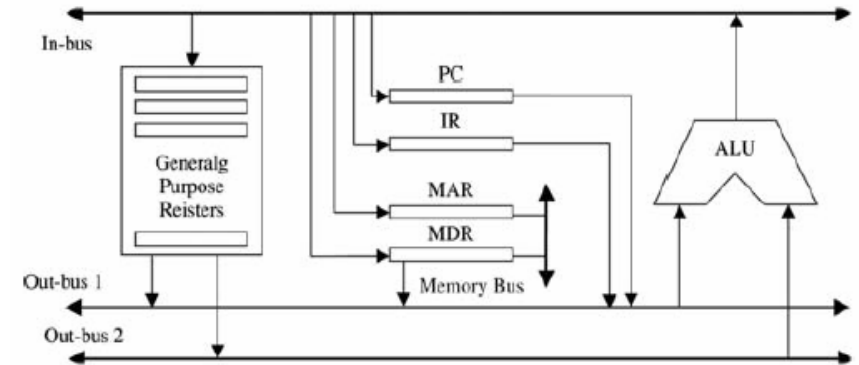 In-bus
PC
IR
Generalg
Purpose
Reisters
ALU
MAR
MDR
Out-bus 1
Memory Bus
Out-bus 2